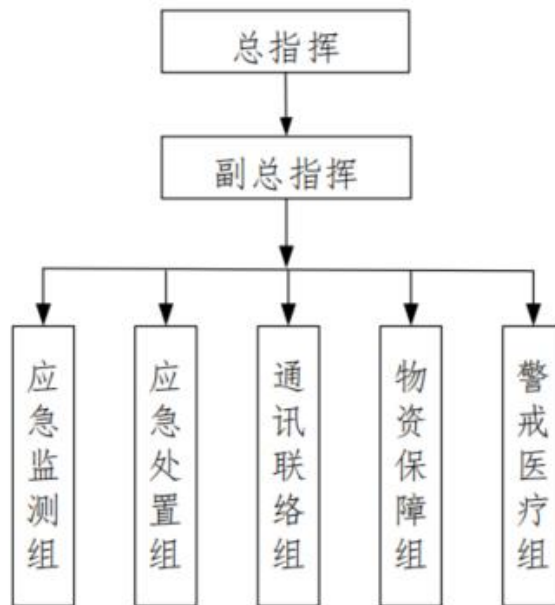 总指挥
副总指挥
应急监测组
应急处置组
通讯联络组
物资保障组
警戒医疗组